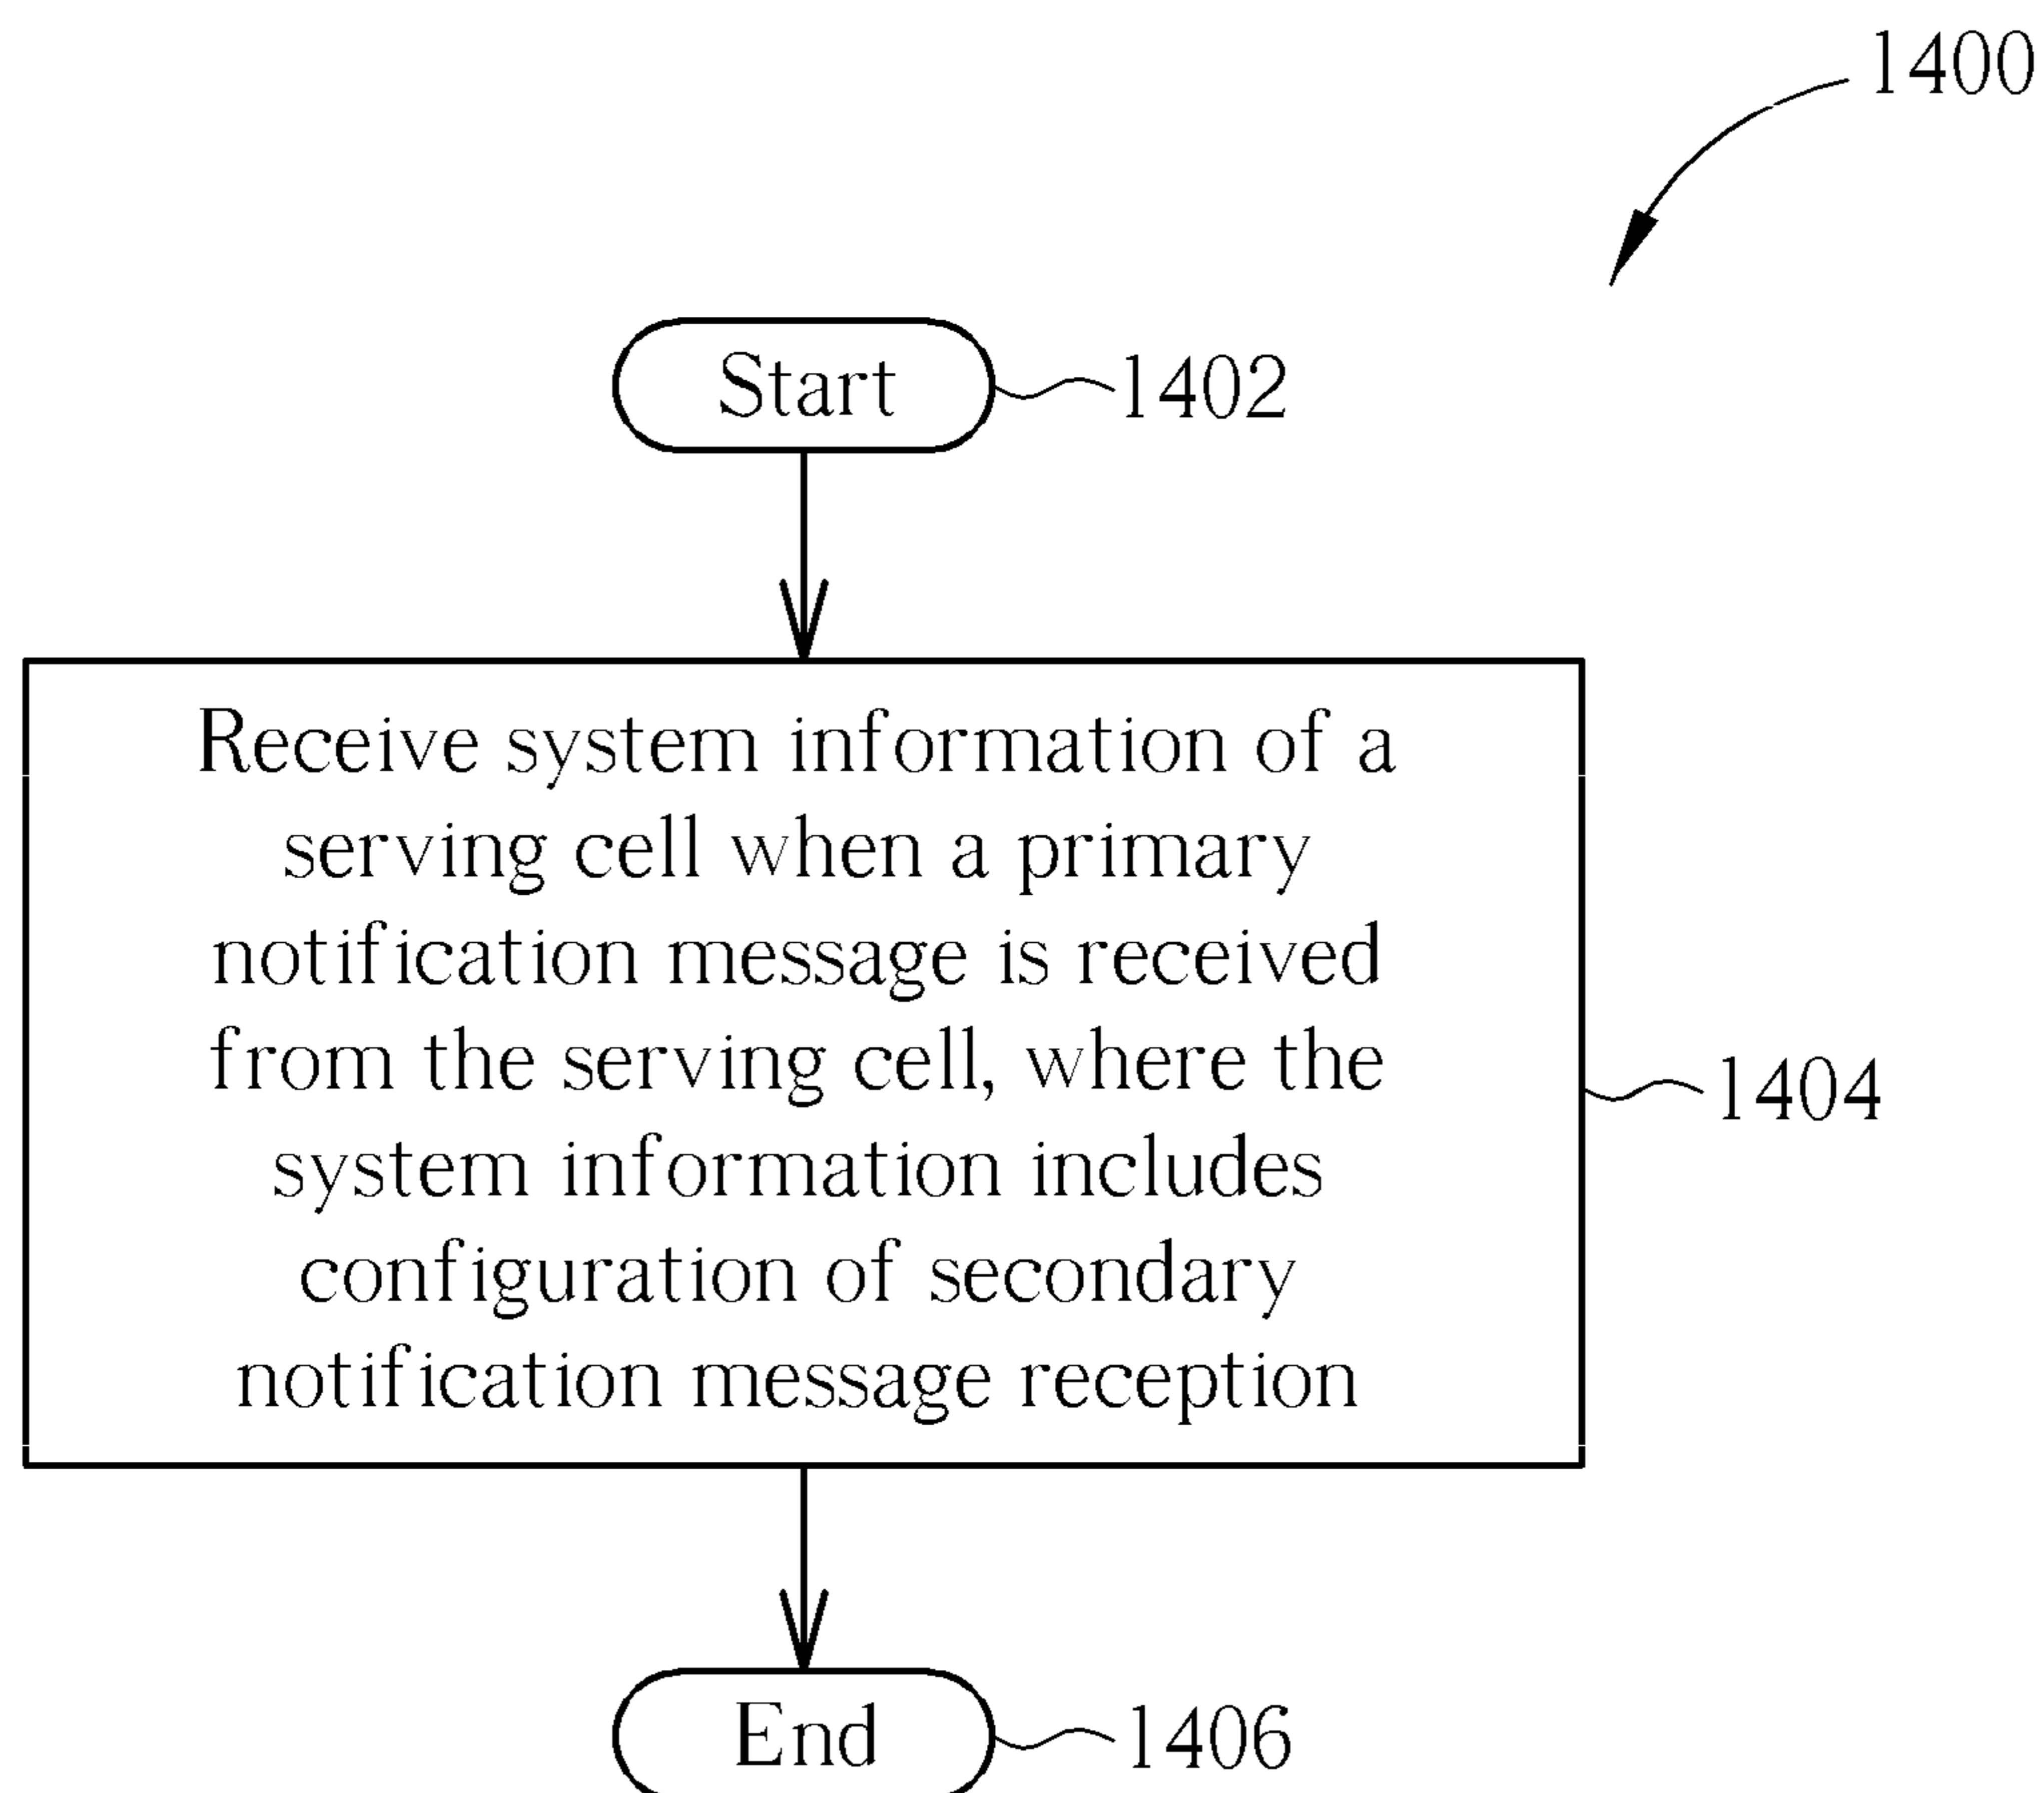 1400
Start
1402
Receive system information of a
serving cell when a primary
notification message is received
from the serving cell, where the
system information includes
configuration of secondary
notification message reception
1404
End
1406